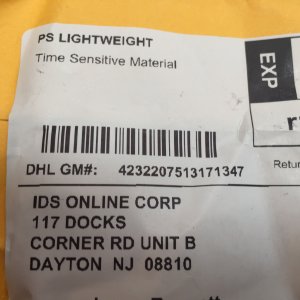 PS LIGHTWEIGHT
Time Sensitive Material
EXP
DHL GM#: 4232207513171347
IDS ONLINE CORP
117 DOCKS
CORNER RD UNIT B
DAYTON NJ 08810